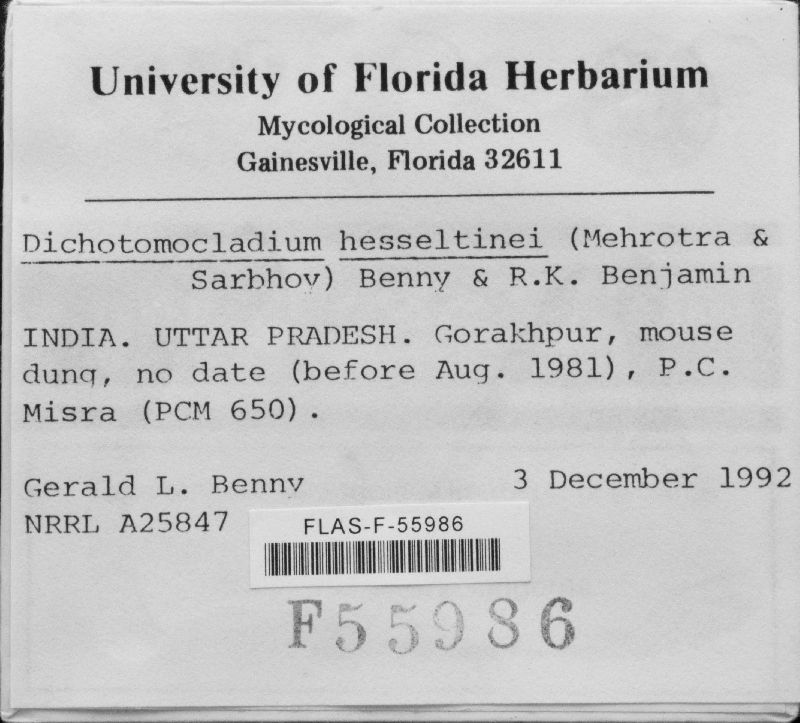 University of Florida Herbarium
Mycological Collection
Gainesville, Florida 32611
Dichotomocladium hesseltinei (Mehrotra &
Sarbhoy) Benny & R.K. Benjamin
INDIA. UTTAR PRADESH. Gorakhpur, mouse
dung, no date (before Aug. 1981), P.C.
Misra (PCM 650).
Gerald L. Benny 3 December 1992
NRRL A25847
FLAS-F-55986
F55986